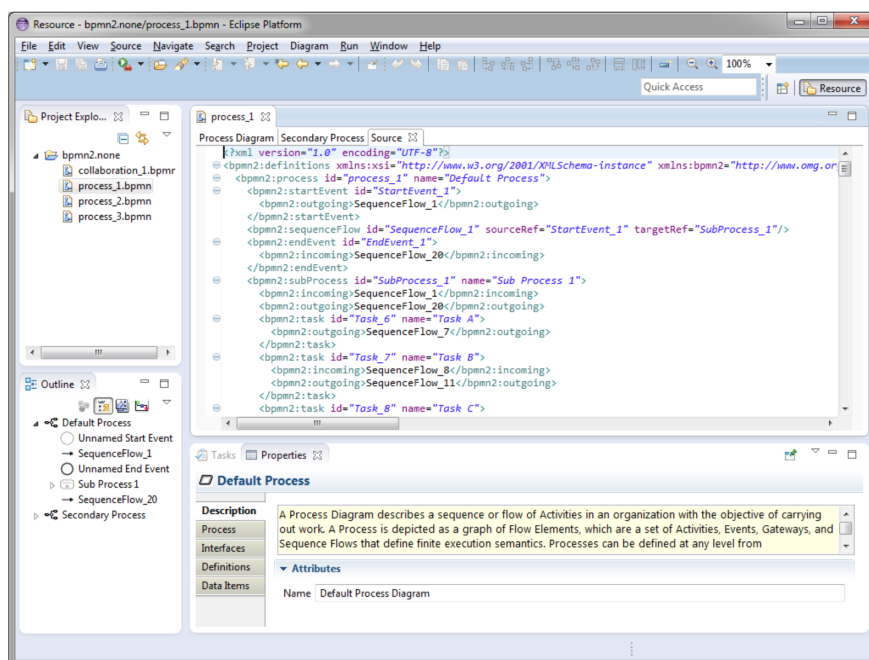 Resource - bpmn2.none/process_1.bpmn - Eclipse Platform
File Edit View Source Navigate Search Project Diagram Run Window Help
100%
Quick Access
Resource
Project Explo...
bpmn2.none
collaboration_1.bpmr
process_1.bpmn
process_2.bpmn
process_3.bpmn
process_1
Process Diagram Secondary Process Source
<?xml version="1.0" encoding="UTF-8"?>
<bpmn2:definitions xmlns:xsi="http://www.w3.org/2001/XMLSchema-instance" xmlns:bpmn2="http://www.omg.or
<bpmn2:process id="process_1" name="Default Process">
<bpmn2:startEvent id="StartEvent_1">
<bpmn2:outgoing>SequenceFlow_1</bpmn2:outgoing>
</bpmn2:startEvent>
<bpmn2:sequenceFlow id="SequenceFlow_1" sourceRef="StartEvent_1" targetRef="SubProcess_1"/>
<bpmn2:endEvent id="EndEvent_1">
<bpmn2:incoming>SequenceFlow_20</bpmn2:incoming>
</bpmn2:endEvent>
<bpmn2:subProcess id="SubProcess_1" name="Sub Process 1">
<bpmn2:incoming>SequenceFlow_1</bpmn2:incoming>
<bpmn2:outgoing>SequenceFlow_20</bpmn2:outgoing>
<bpmn2:task id="Task_6" name="Task A">
<bpmn2:outgoing>SequenceFlow_7</bpmn2:outgoing>
</bpmn2:task>
<bpmn2:task id="Task_7" name="Task B">
<bpmn2:incoming>SequenceFlow_8</bpmn2:incoming>
<bpmn2:outgoing>SequenceFlow_11</bpmn2:outgoing>
</bpmn2:task>
<bpmn2:task id="Task_8" name="Task C">
Outline
Default Process
Unnamed Start Event
SequenceFlow_1
Unnamed End Event
Sub Process 1
SequenceFlow_20
Secondary Process
Tasks Properties
Default Process
Description
Process
Interfaces
Definitions
Data Items
A Process Diagram describes a sequence or flow of Activities in an organization with the objective of carrying
out work. A Process is depicted as a graph of Flow Elements, which are a set of Activities, Events, Gateways, and
Sequence Flows that define finite execution semantics. Processes can be defined at any level from
Attributes
Name Default Process Diagram